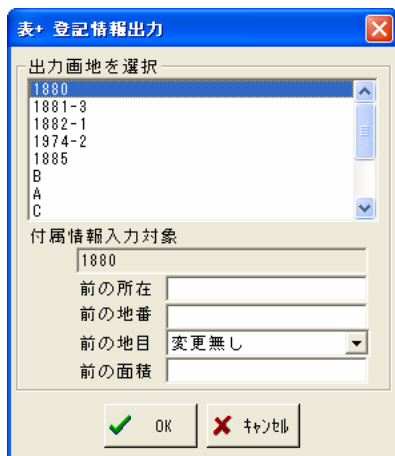 表+ 登記情報出力
出力画地を選択
1880
1881-3
1882-1
1974-2
1885
B
A
C
付属情報入力対象
1880
前の所在
前の地番
前の地目 変更無し
前の面積
OK ｷｬﾝｾﾙ